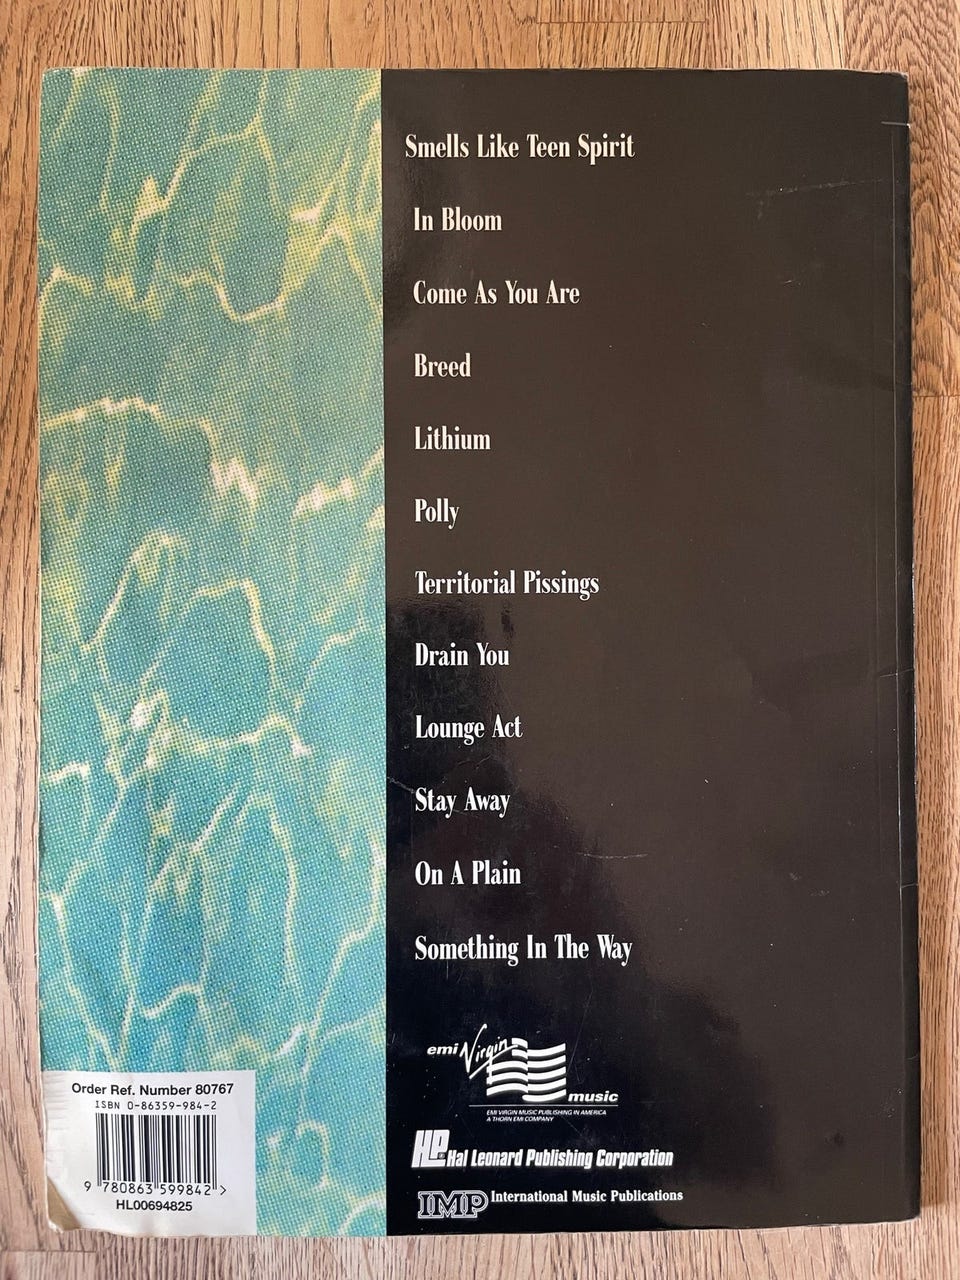 Smells Like Teen Spirit
In Bloom
Come As You Are
Breed
Lithium
Polly
Territorial Pissings
Drain You
Lounge Act
Stay Away
On A Plain
Something In The Way
emi Virgin
music
EMI VIRGIN MUSIC PUBLISHING IN AMERICA
A THORN EMI COMPANY
HL Hal Leonard Publishing Corporation
IMP International Music Publications
Order Ref. Number 80767
ISBN 0-86359-984-2
9 780863 599842 >
HL00694825